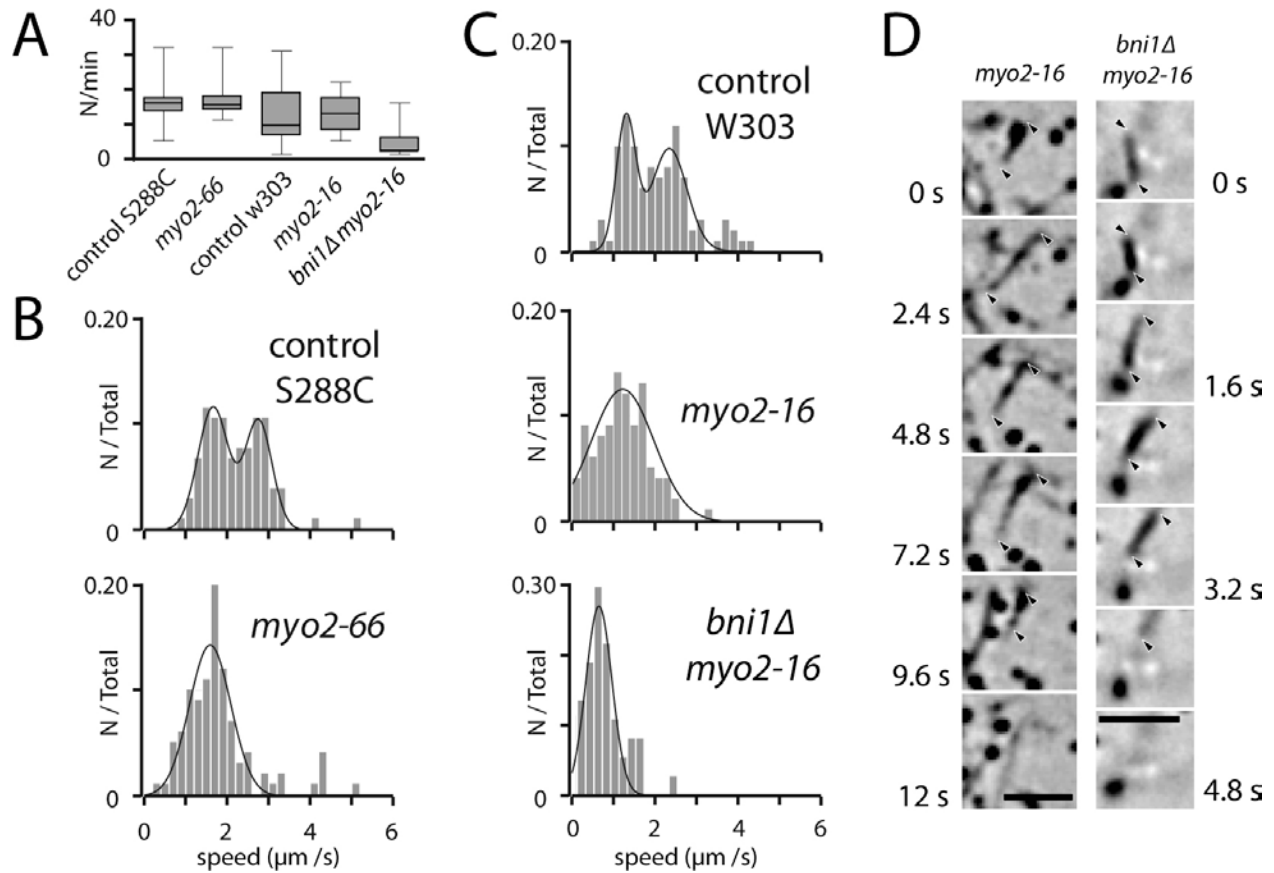 A
40
N/min
0
control S288C
myo2-66
control w303
myo2-16
bni1Δ myo2-16
B
0.20
control
S288C
N / Total
0
0.20
myo2-66
N / Total
0.00
0
2
4
6
speed (µm /s)
C
0.20
control
W303
N / Total
0
0.20
myo2-16
N / Total
0
0.30
bni1Δ
myo2-16
N / Total
0.00
0
2
4
6
speed (µm /s)
D
myo2-16
bni1Δ
myo2-16
0 s
0 s
2.4 s
1.6 s
4.8 s
7.2 s
3.2 s
9.6 s
12 s
4.8 s